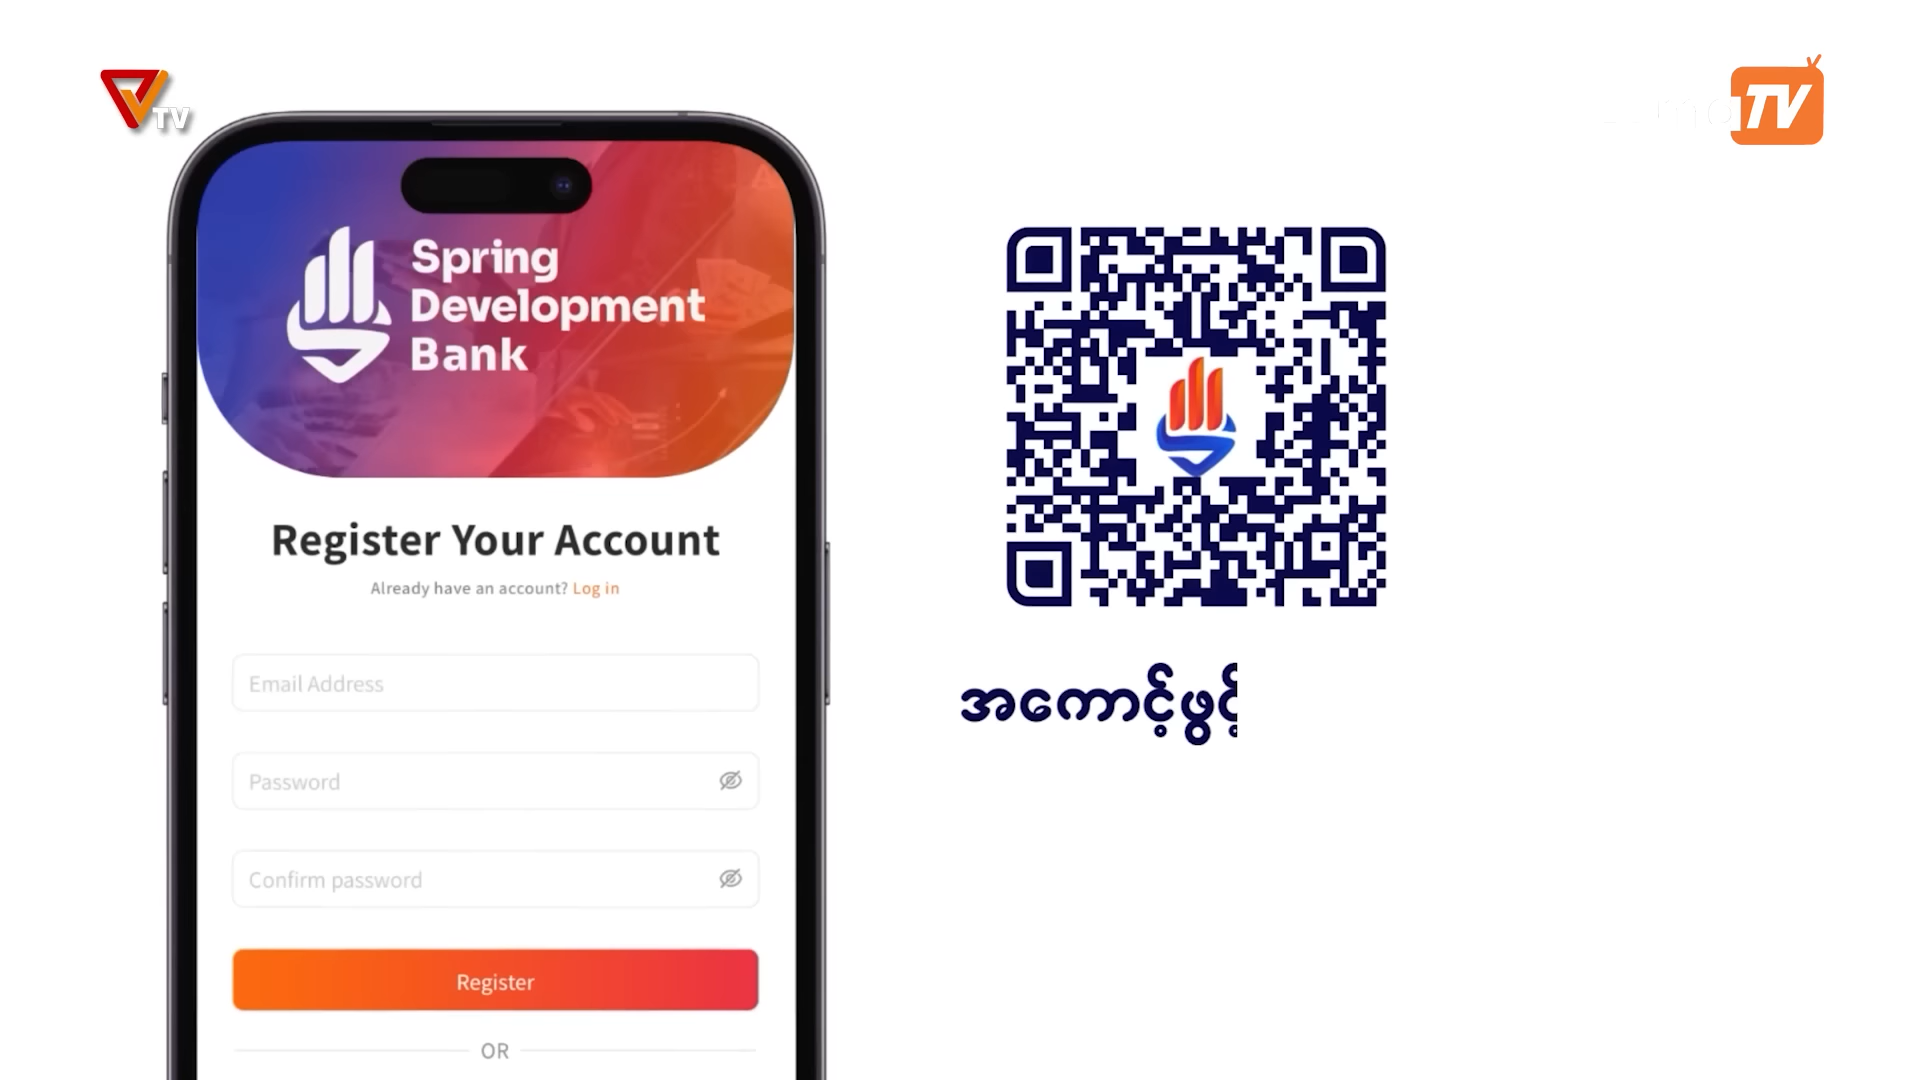 TV
TV
Spring
Development
Bank
Register Your Account
Already have an account? Log in
Email Address
Password
Confirm password
Register
OR
အကောင့်ဖွင့်